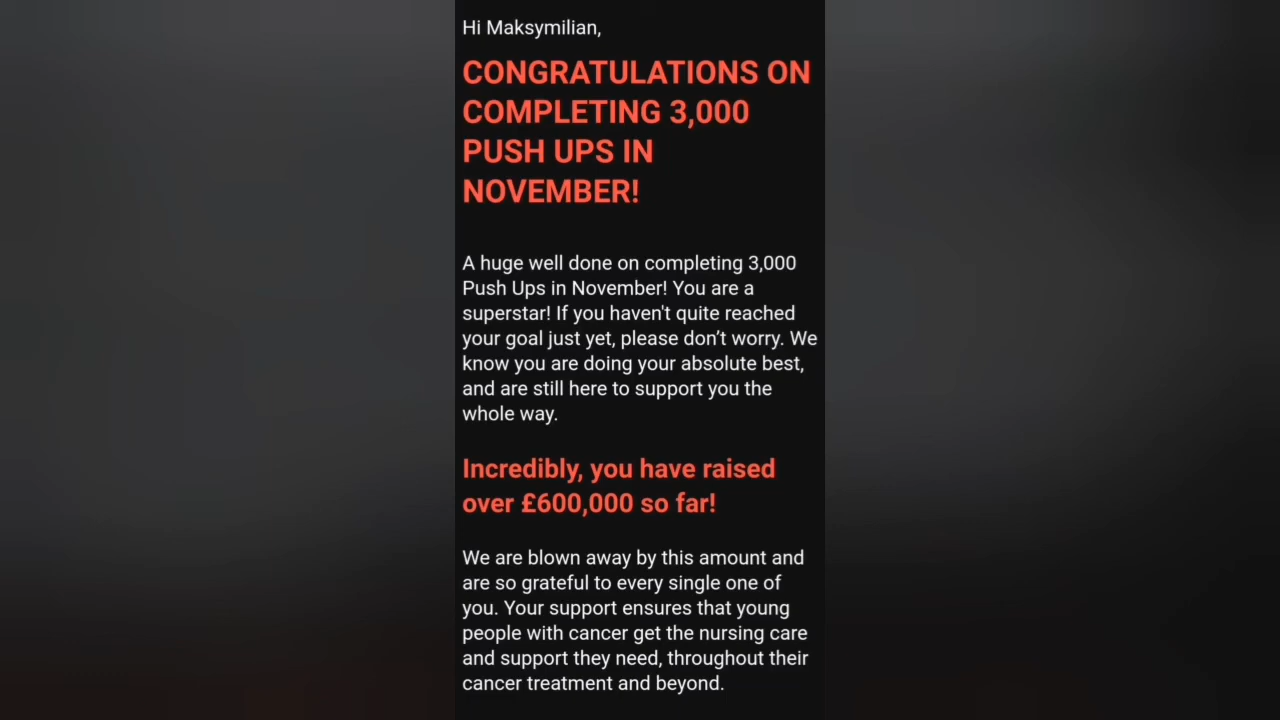 Hi Maksymilian,
CONGRATULATIONS ON
COMPLETING 3,000
PUSH UPS IN
NOVEMBER!
A huge well done on completing 3,000
Push Ups in November! You are a
superstar! If you haven't quite reached
your goal just yet, please don’t worry. We
know you are doing your absolute best,
and are still here to support you the
whole way.
Incredibly, you have raised
over £600,000 so far!
We are blown away by this amount and
are so grateful to every single one of
you. Your support ensures that young
people with cancer get the nursing care
and support they need, throughout their
cancer treatment and beyond.